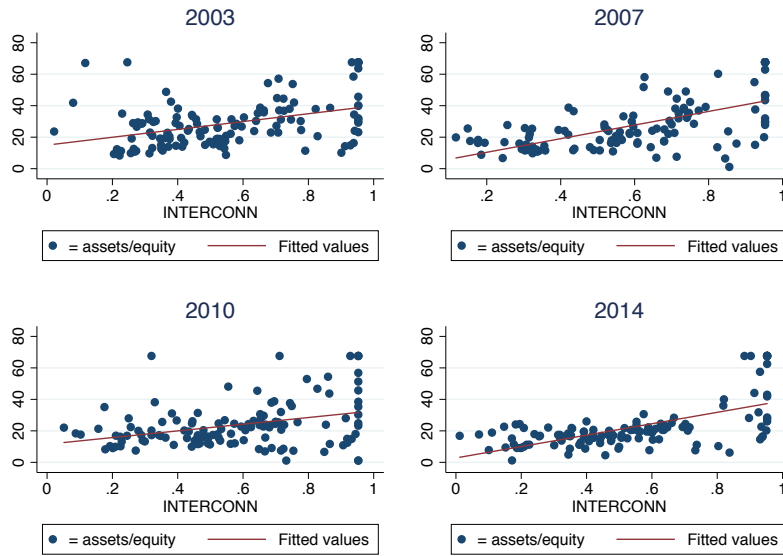 2003
80
60
40
20
0
0 .2 .4 .6 .8 1
INTERCONN
= assets/equity Fitted values
2007
80
60
40
20
0
.2 .4 .6 .8 1
INTERCONN
= assets/equity Fitted values
2010
80
60
40
20
0
0 .2 .4 .6 .8 1
INTERCONN
= assets/equity Fitted values
2014
80
60
40
20
0
0 .2 .4 .6 .8 1
INTERCONN
= assets/equity Fitted values